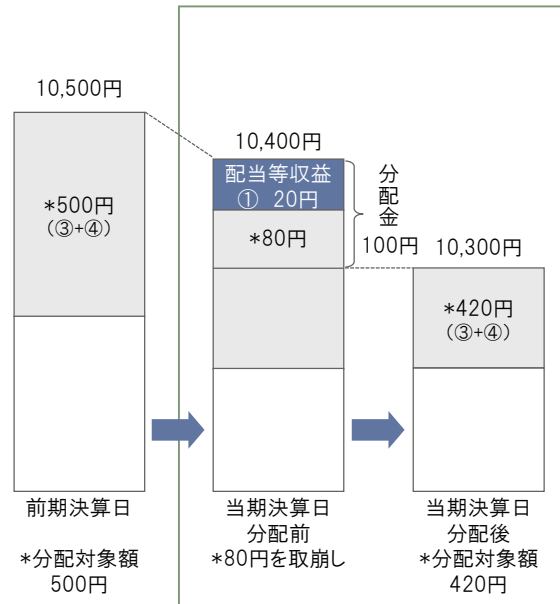 10,500円
*500円
(③+④)
前期決算日
*分配対象額
500円
10,400円
配当等収益
① 20円
*80円
分配金
100円
当期決算日
分配前
*80円を取崩し
10,300円
*420円
(③+④)
当期決算日
分配後
*分配対象額
420円